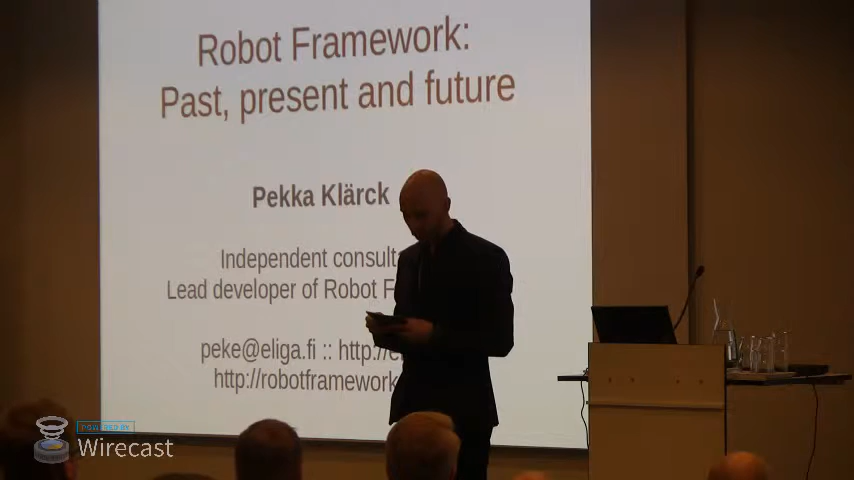 Robot Framework:
Past, present and future
Pekka Klärck
Independent
Lead developer of Robot
peke@eliga.fi :: http://
http://robotframework
POWERED BY
Wirecast